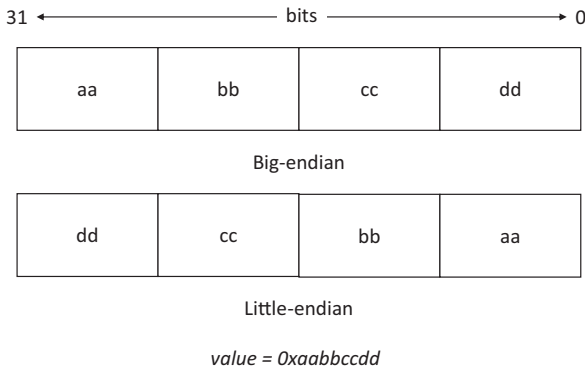 31 bits 0
aa bb cc dd
Big-endian
dd cc bb aa
Little-endian
value = 0xaabbccdd